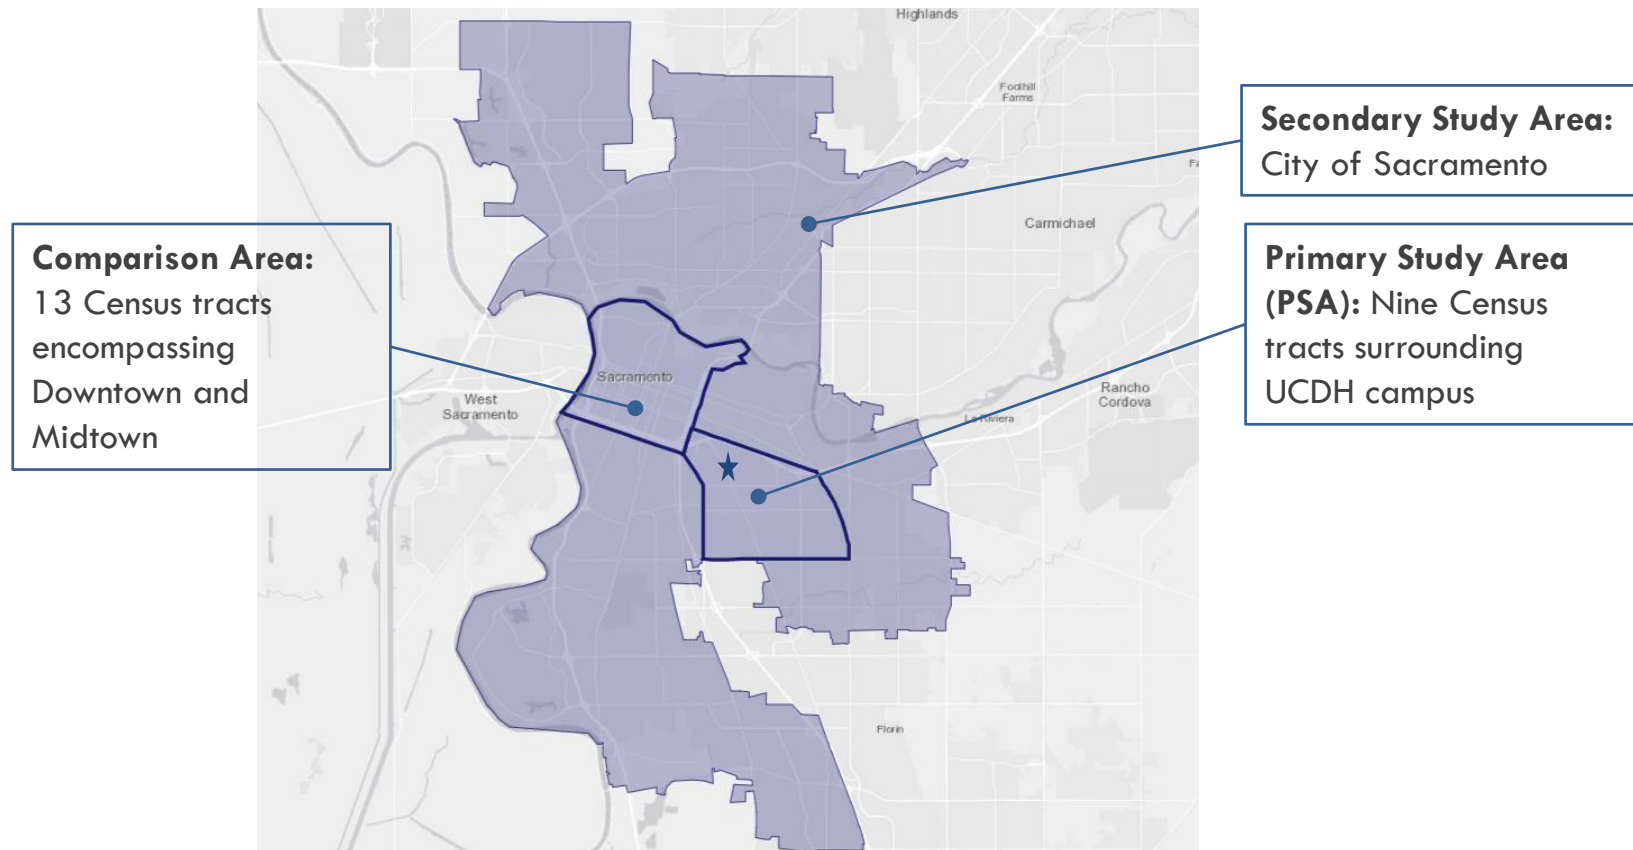 Highlands
Foothill
Farms
Secondary Study Area:
City of Sacramento
Carmichael
Comparison Area:
13 Census tracts
encompassing
Downtown and
Midtown
Primary Study Area
(PSA): Nine Census
tracts surrounding
UCDH campus
Sacramento
West
Sacramento
Rancho
Cordova
La Riviera
Florin